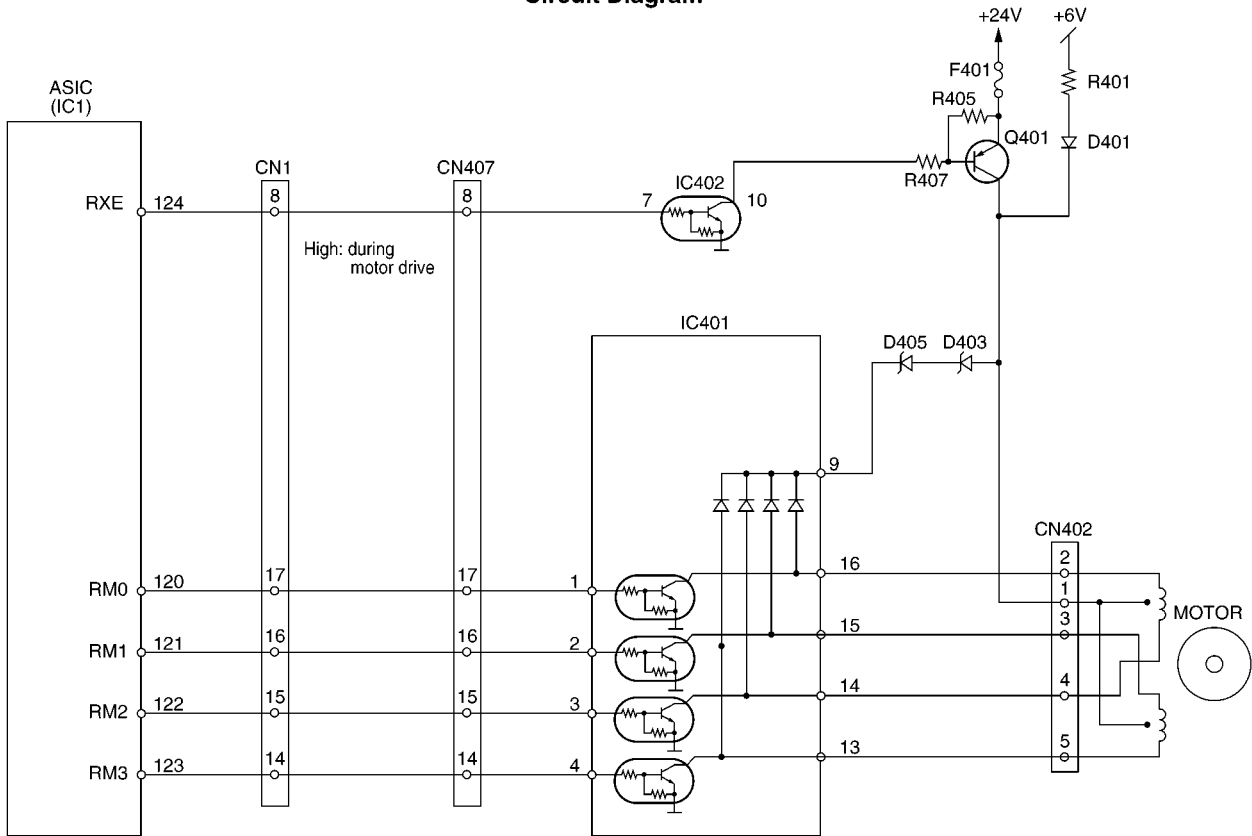 Circuit Diagram
+24V
+6V
F401
R401
R405
Q401
D401
R407
ASIC
(IC1)
CN1
CN407
IC402
RXE
124
8
8
7
10
High: during
motor drive
IC401
D405
D403
9
CN402
RM0
120
17
17
1
16
2
1
MOTOR
RM1
121
16
16
2
15
3
RM2
122
15
15
3
14
4
RM3
123
14
14
4
13
5